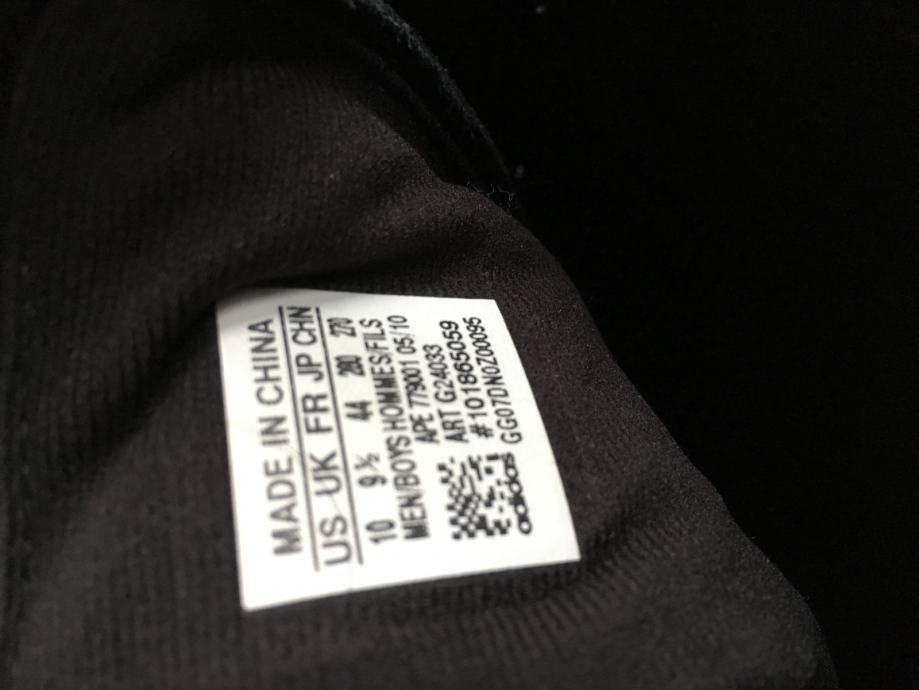 MADE IN CHINA
US UK FR JP CHN
10 9½ 44 280 270
MEN/BOYS HOMMES/FILS
APE 779001 05/10
ART G24033
#101865059
GG07DN0Z00095
adidas